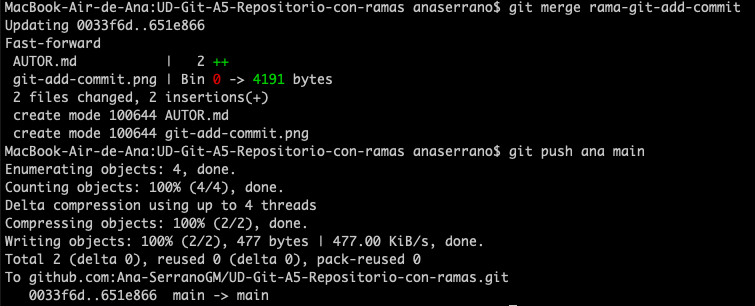 MacBook-Air-de-Ana:UD-Git-A5-Repositorio-con-ramas anaserrano$ git merge rama-git-add-commit
Updating 0033f6d..651e866
Fast-forward
 AUTOR.md           |   2 ++
 git-add-commit.png | Bin 0 -> 4191 bytes
 2 files changed, 2 insertions(+)
 create mode 100644 AUTOR.md
 create mode 100644 git-add-commit.png
MacBook-Air-de-Ana:UD-Git-A5-Repositorio-con-ramas anaserrano$ git push ana main
Enumerating objects: 4, done.
Counting objects: 100% (4/4), done.
Delta compression using up to 4 threads
Compressing objects: 100% (2/2), done.
Writing objects: 100% (2/2), 477 bytes | 477.00 KiB/s, done.
Total 2 (delta 0), reused 0 (delta 0), pack-reused 0
To github.com:Ana-SerranoGM/UD-Git-A5-Repositorio-con-ramas.git
   0033f6d..651e866  main -> main